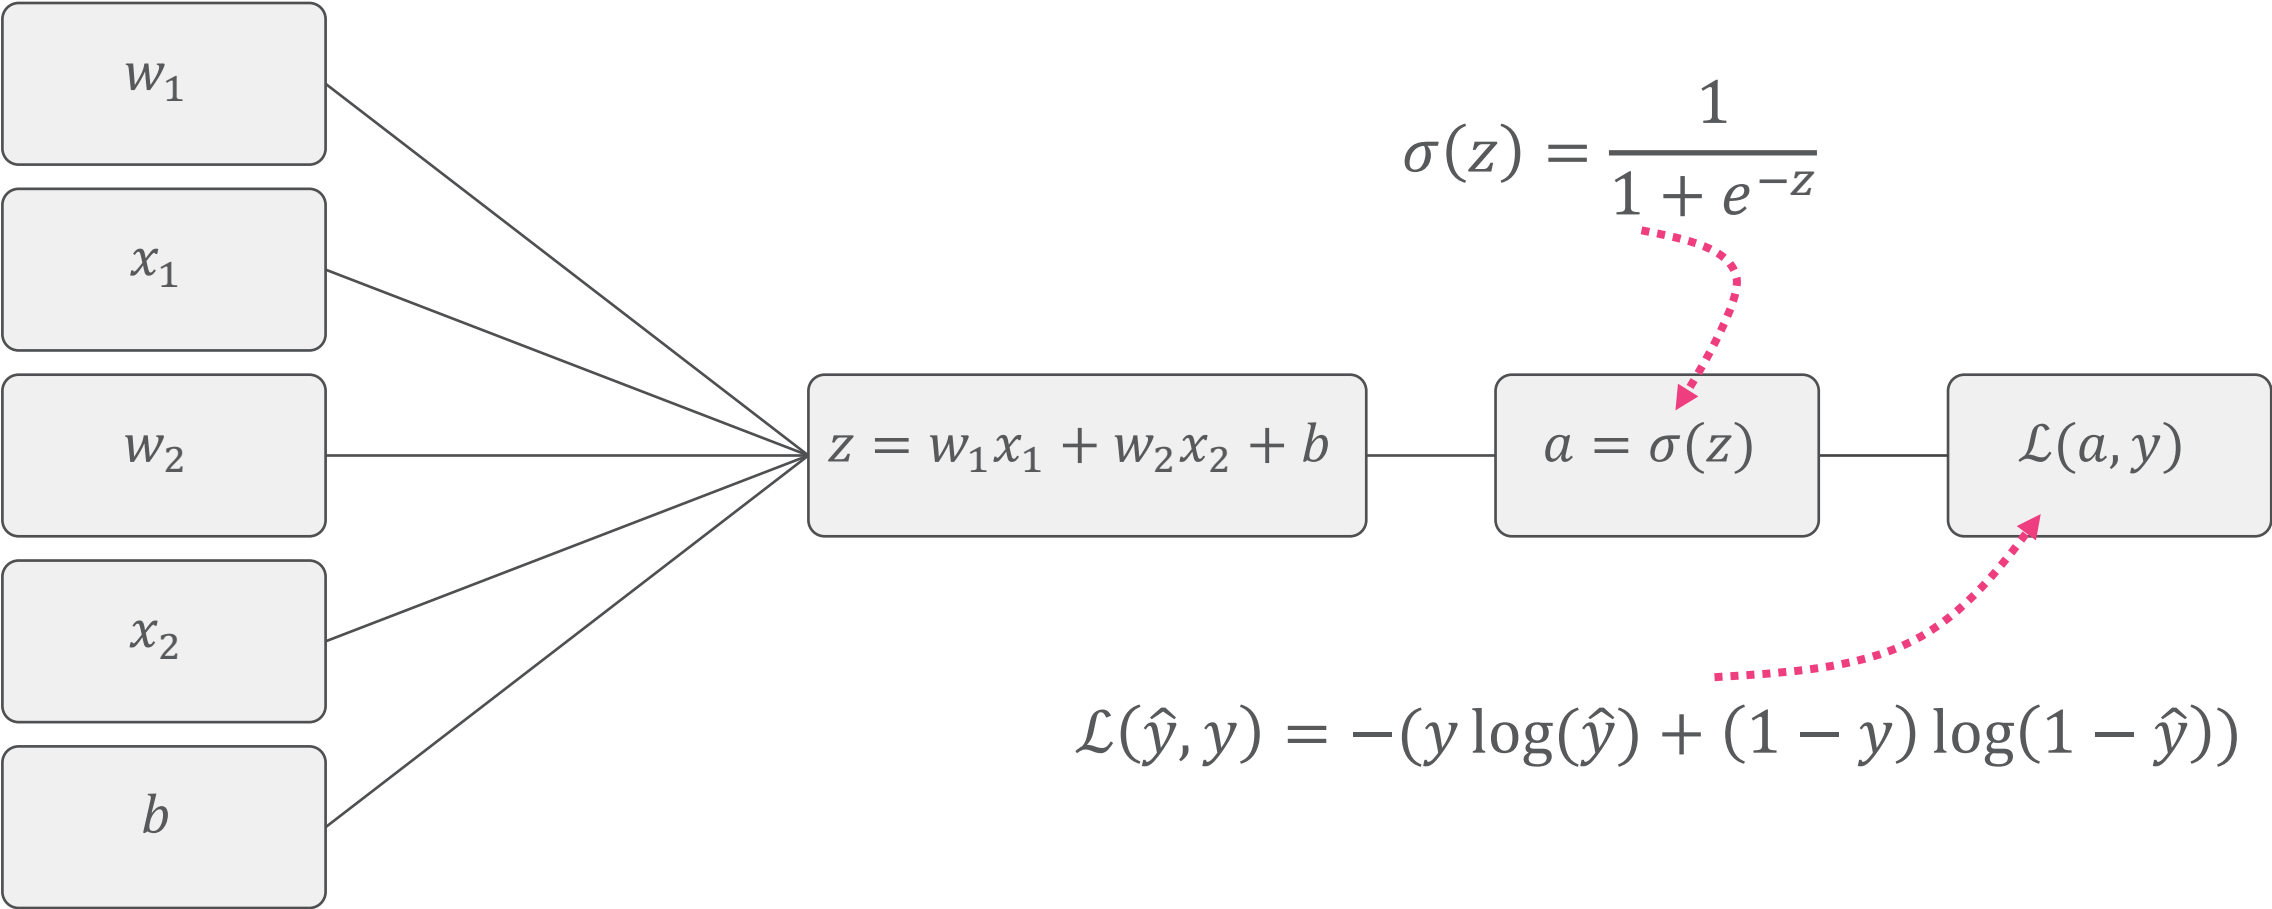 w₁
x₁
w₂
x₂
b
z = w₁x₁ + w₂x₂ + b
σ(z) = 1 / (1 + e⁻ᶻ)
a = σ(z)
ℒ(a, y)
ℒ(ŷ, y) = −(y log(ŷ) + (1 − y) log(1 − ŷ))